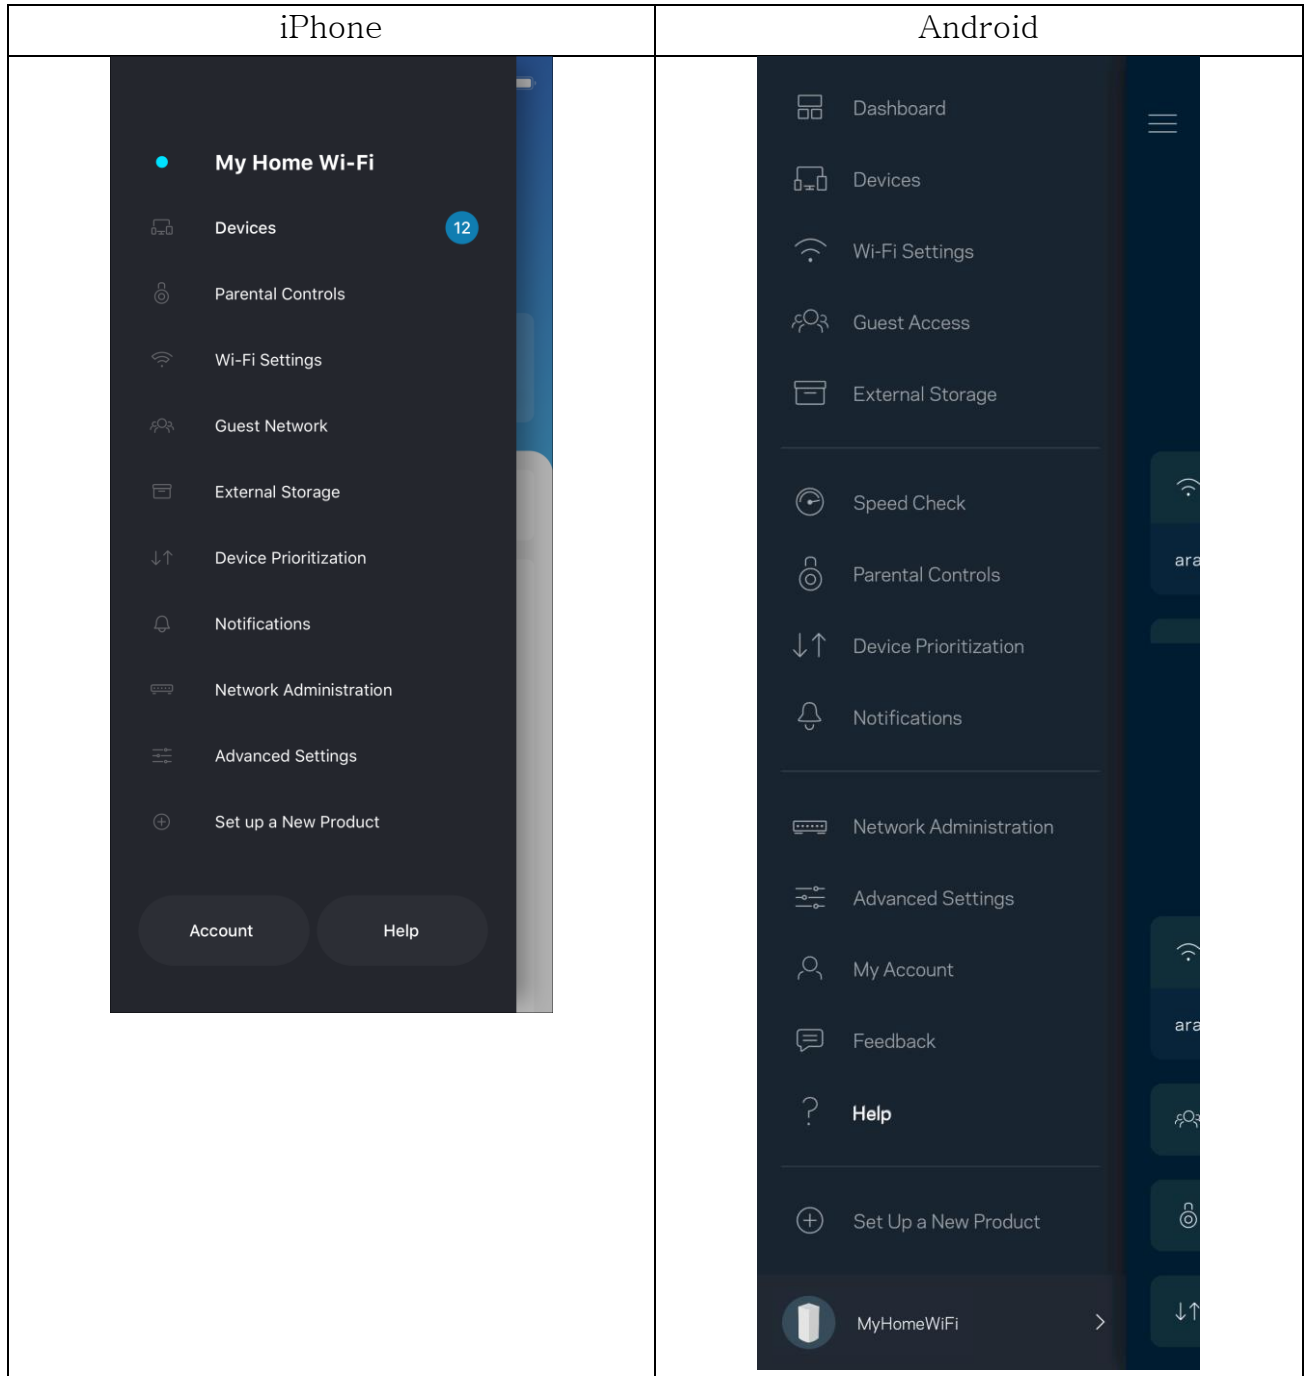 iPhone
Android
My Home Wi-Fi
Devices
12
Parental Controls
Wi-Fi Settings
Guest Network
External Storage
Device Prioritization
Notifications
Network Administration
Advanced Settings
Set up a New Product
Account
Help
Dashboard
Devices
Wi-Fi Settings
Guest Access
External Storage
Speed Check
Parental Controls
Device Prioritization
Notifications
Network Administration
Advanced Settings
My Account
Feedback
Help
Set Up a New Product
MyHomeWiFi
ara
ara